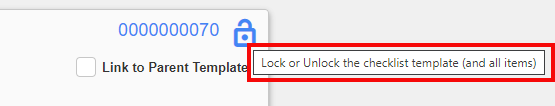 0000000070
Link to Parent Template
Lock or Unlock the checklist template (and all items)